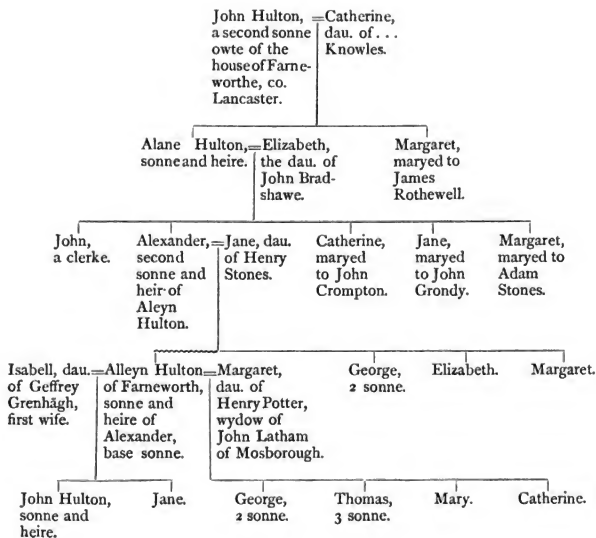 John Hulton, =Catherine,
a second sonne dau. of . . .
owte of the Knowles.
house of Farne-
worthe, co.
Lancaster.
Alane Hulton,=Elizabeth, Margaret,
sonne and heire. the dau. of maryed to
John Brad- James
shawe. Rothewell.
John, Alexander,=Jane, dau. Catherine, Jane, Margaret,
a clerke. second of Henry maryed maryed maryed to
sonne and Stones. to John to John Adam
heir of Crompton. Grondy. Stones.
Aleyn
Hulton.
Isabell, dau.=Alleyn Hulton=Margaret, George, Elizabeth. Margaret.
of Geffrey of Farneworth, dau. of 2 sonne.
Grenhāgh, sonne and Henry Potter,
first wife. heire of wydow of
Alexander, John Latham
base sonne. of Mosborough.
John Hulton, Jane. George, Thomas, Mary. Catherine.
sonne and 2 sonne. 3 sonne.
heire.